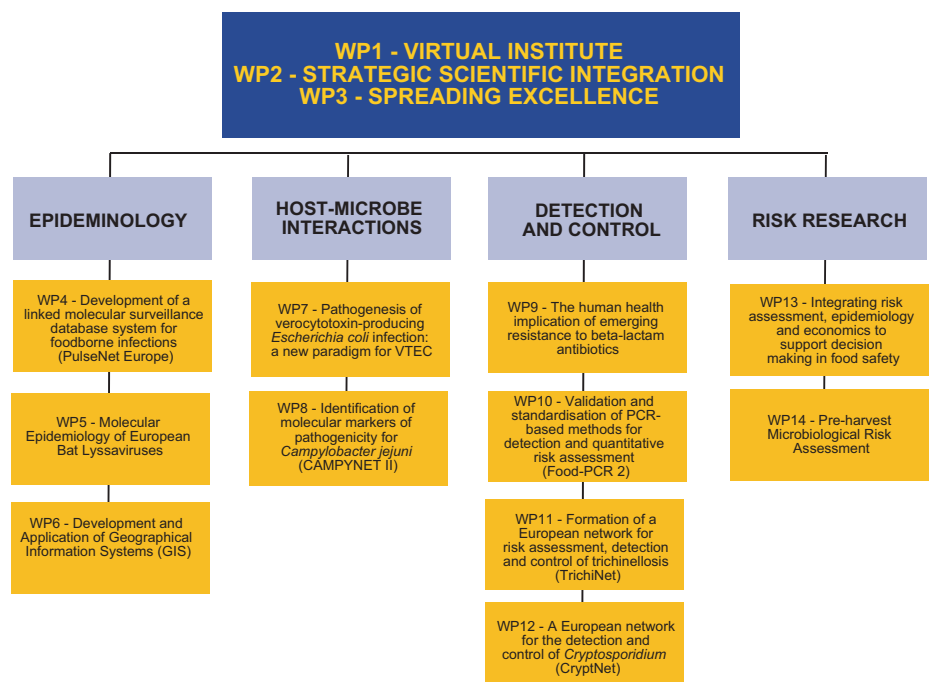 WP1 - VIRTUAL INSTITUTE
WP2 - STRATEGIC SCIENTIFIC INTEGRATION
WP3 - SPREADING EXCELLENCE
EPIDEMINOLOGY
WP4 - Development of a
linked molecular surveillance
database system for
foodborne infections
(PulseNet Europe)
WP5 - Molecular
Epidemiology of European
Bat Lyssaviruses
WP6 - Development and
Application of Geographical
Information Systems (GIS)
HOST-MICROBE
INTERACTIONS
WP7 - Pathogenesis of
verocytotoxin-producing
Escherichia coli infection:
a new paradigm for VTEC
WP8 - Identification of
molecular markers of
pathogenicity for
Campylobacter jejuni
(CAMPYNET II)
DETECTION
AND CONTROL
WP9 - The human health
implication of emerging
resistance to beta-lactam
antibiotics
WP10 - Validation and
standardisation of PCR-
based methods for
detection and quantitative
risk assessment
(Food-PCR 2)
WP11 - Formation of a
European network for
risk assessment, detection
and control of trichinellosis
(TrichiNet)
WP12 - A European network
for the detection and
control of Cryptosporidium
(CryptNet)
RISK RESEARCH
WP13 - Integrating risk
assessment, epidemiology
and economics to
support decision
making in food safety
WP14 - Pre-harvest
Microbiological Risk
Assessment